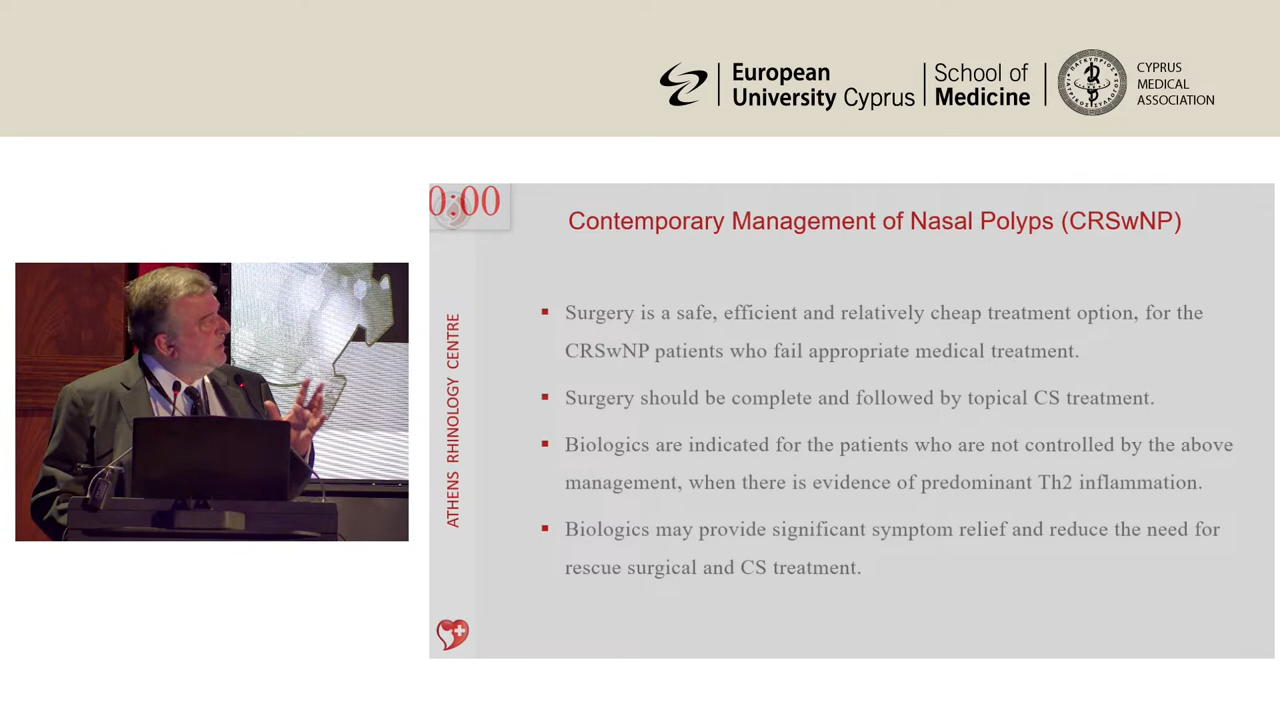 European
University Cyprus
School of
Medicine
CYPRUS
MEDICAL
ASSOCIATION
0:00
Contemporary Management of Nasal Polyps (CRSwNP)
ATHENS RHINOLOGY CENTRE
▪ Surgery is a safe, efficient and relatively cheap treatment option, for the
CRSwNP patients who fail appropriate medical treatment.
▪ Surgery should be complete and followed by topical CS treatment.
▪ Biologics are indicated for the patients who are not controlled by the above
management, when there is evidence of predominant Th2 inflammation.
▪ Biologics may provide significant symptom relief and reduce the need for
rescue surgical and CS treatment.